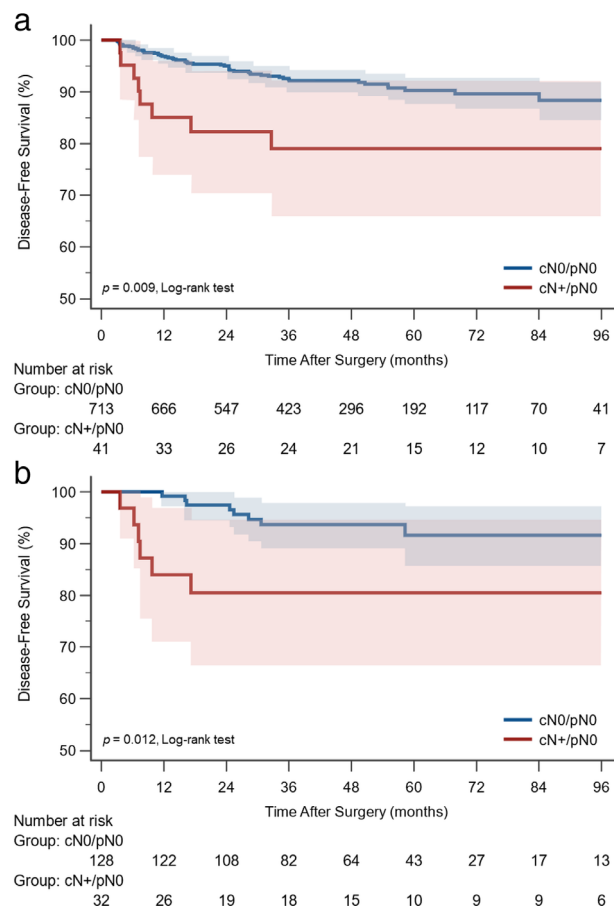 a
100
90
80
70
60
50
Disease-Free Survival (%)
cN0/pN0
cN+/pN0
p = 0.009, Log-rank test
0 12 24 36 48 60 72 84 96
Time After Surgery (months)
Number at risk
Group: cN0/pN0
713 666 547 423 296 192 117 70 41
Group: cN+/pN0
41 33 26 24 21 15 12 10 7
b
100
90
80
70
60
50
Disease-Free Survival (%)
cN0/pN0
cN+/pN0
p = 0.012, Log-rank test
0 12 24 36 48 60 72 84 96
Time After Surgery (months)
Number at risk
Group: cN0/pN0
128 122 108 82 64 43 27 17 13
Group: cN+/pN0
32 26 19 18 15 10 9 9 6